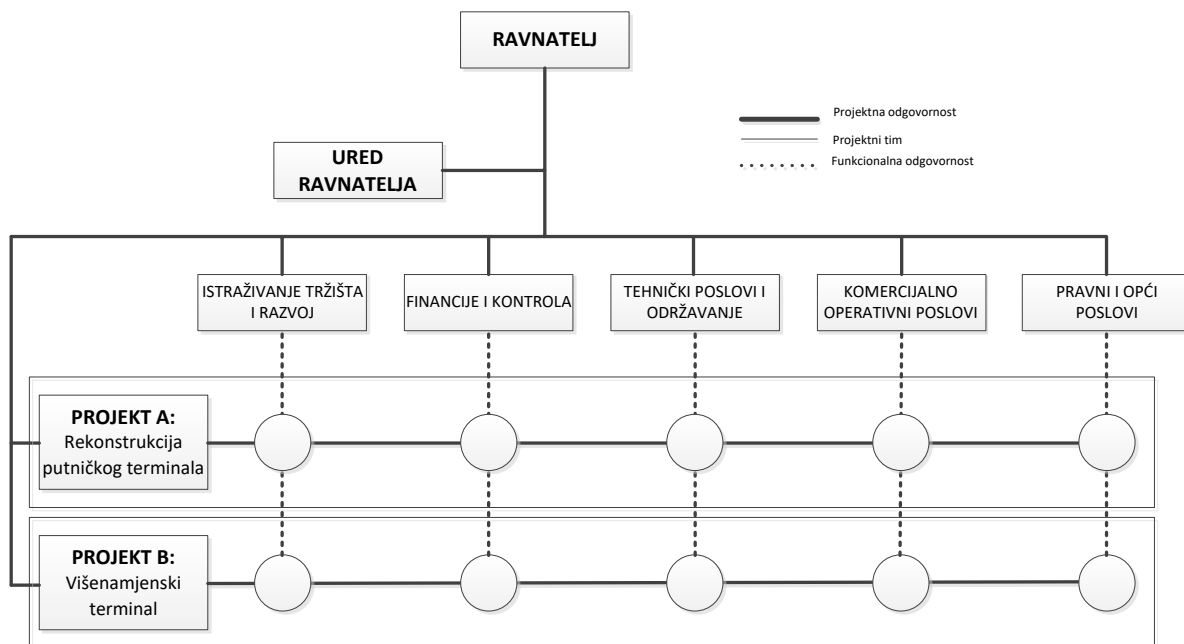 RAVNATELJ
Projektna odgovornost
Projektni tim
Funkcionalna odgovornost
URED
RAVNATELJA
ISTRAŽIVANJE TRŽIŠTA
I RAZVOJ
FINANCIJE I KONTROLA
TEHNIČKI POSLOVI I
ODRŽAVANJE
KOMERCIJALNO
OPERATIVNI POSLOVI
PRAVNI I OPĆI
POSLOVI
PROJEKT A:
Rekonstrukcija
putničkog terminala
PROJEKT B:
Višenamjenski
terminal